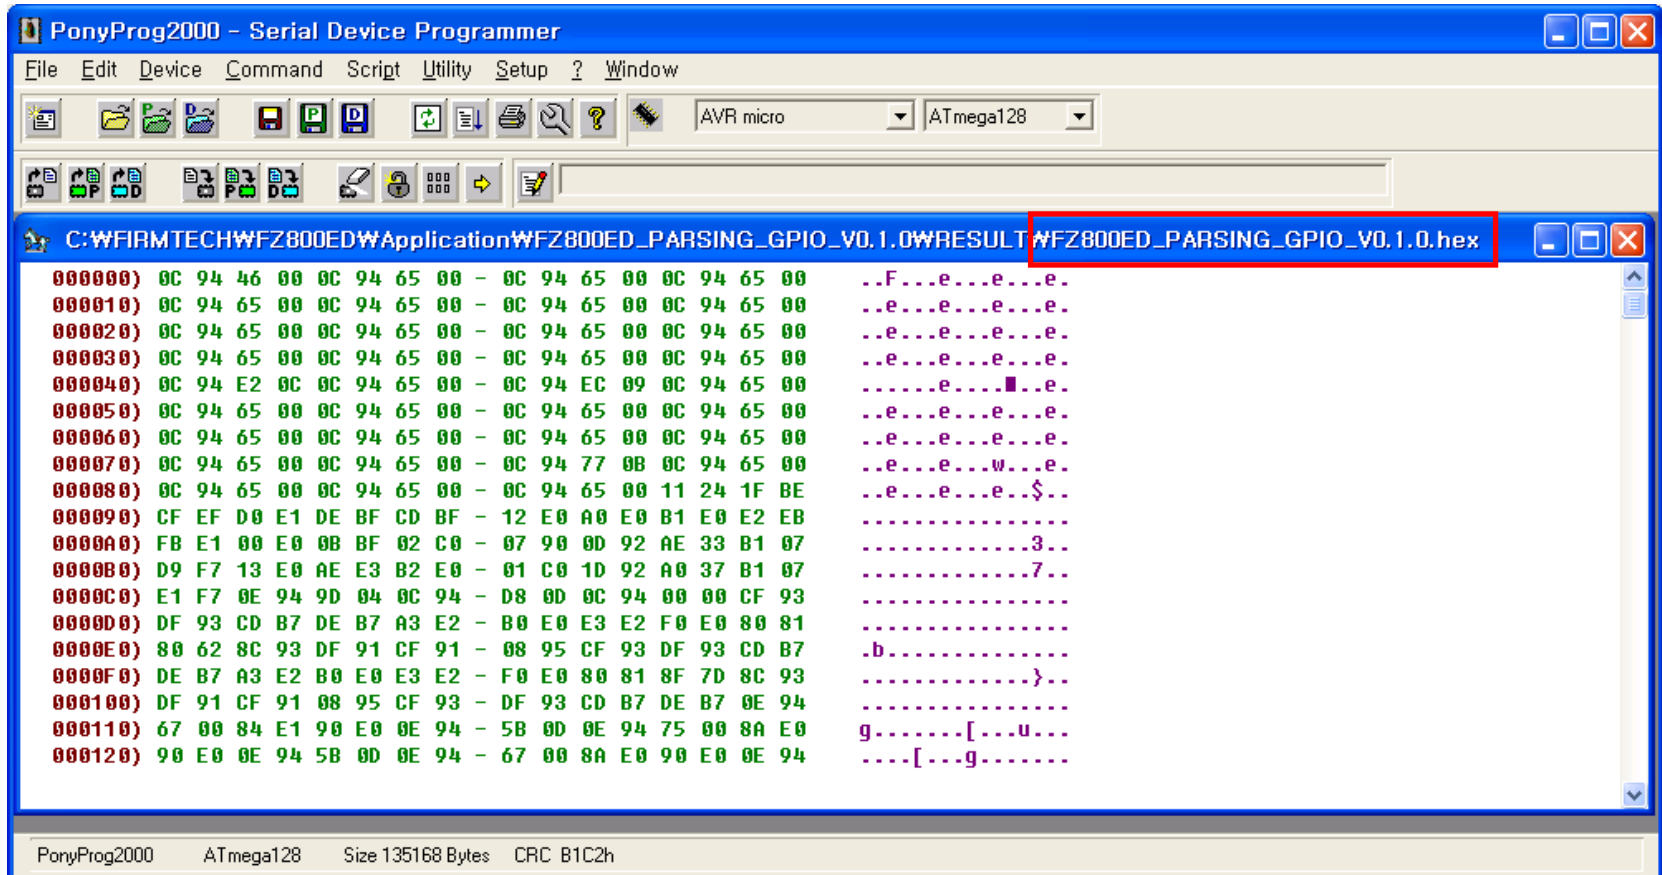 PonyProg2000 - Serial Device Programmer
File Edit Device Command Script Utility Setup ? Window
AVR micro ATmega128
C:₩FIRMTECH₩FZ800ED₩Application₩FZ800ED_PARSING_GPIO_V0.1.0₩RESULT₩FZ800ED_PARSING_GPIO_V0.1.0.hex
000000) 0C 94 46 00 0C 94 65 00 - 0C 94 65 00 0C 94 65 00 ..F...e...e...e.
000010) 0C 94 65 00 0C 94 65 00 - 0C 94 65 00 0C 94 65 00 ..e...e...e...e.
000020) 0C 94 65 00 0C 94 65 00 - 0C 94 65 00 0C 94 65 00 ..e...e...e...e.
000030) 0C 94 65 00 0C 94 65 00 - 0C 94 65 00 0C 94 65 00 ..e...e...e...e.
000040) 0C 94 E2 0C 0C 94 65 00 - 0C 94 EC 09 0C 94 65 00 ......e....■..e.
000050) 0C 94 65 00 0C 94 65 00 - 0C 94 65 00 0C 94 65 00 ..e...e...e...e.
000060) 0C 94 65 00 0C 94 65 00 - 0C 94 65 00 0C 94 65 00 ..e...e...e...e.
000070) 0C 94 65 00 0C 94 65 00 - 0C 94 77 0B 0C 94 65 00 ..e...e...w...e.
000080) 0C 94 65 00 0C 94 65 00 - 0C 94 65 00 11 24 1F BE ..e...e...e..$..
000090) CF EF D0 E1 DE BF CD BF - 12 E0 A0 E0 B1 E0 E2 EB ................
0000A0) FB E1 00 E0 0B BF 02 C0 - 07 90 0D 92 AE 33 B1 07 .............3..
0000B0) D9 F7 13 E0 AE E3 B2 E0 - 01 C0 1D 92 A0 37 B1 07 .............7..
0000C0) E1 F7 0E 94 9D 04 0C 94 - D8 0D 0C 94 00 00 CF 93 ................
0000D0) DF 93 CD B7 DE B7 A3 E2 - B0 E0 E3 E2 F0 E0 80 81 ................
0000E0) 80 62 8C 93 DF 91 CF 91 - 08 95 CF 93 DF 93 CD B7 .b..............
0000F0) DE B7 A3 E2 B0 E0 E3 E2 - F0 E0 80 81 8F 7D 8C 93 .............}..
000100) DF 91 CF 91 08 95 CF 93 - DF 93 CD B7 DE B7 0E 94 ................
000110) 67 00 84 E1 90 E0 0E 94 - 5B 0D 0E 94 75 00 8A E0 g.......[...u...
000120) 90 E0 0E 94 5B 0D 0E 94 - 67 00 8A E0 90 E0 0E 94 ....[...g.......
PonyProg2000 ATmega128 Size 135168 Bytes CRC B1C2h